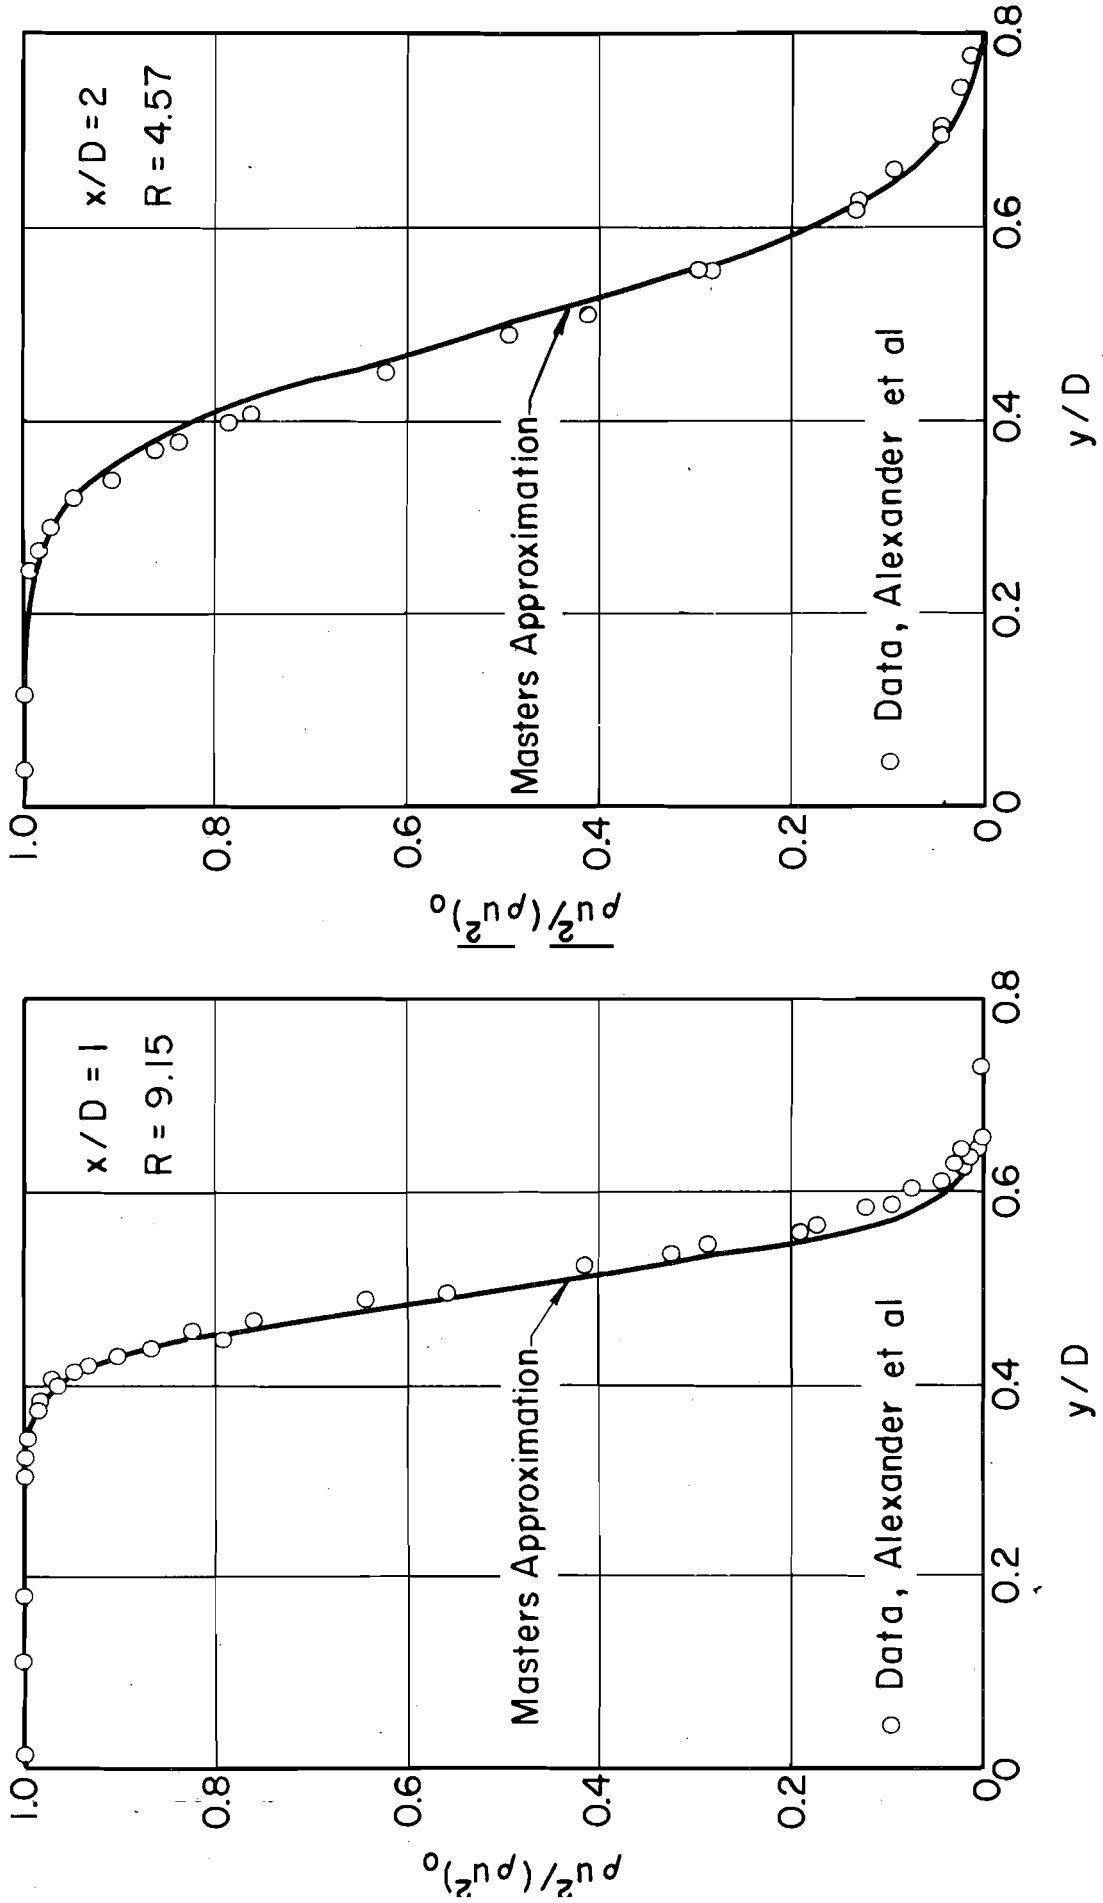 1.0
0.8
0.6
0.4
0.2
0
0
0.2
0.4
0.6
0.8
ρu²/(ρu²)₀
y/D
x/D = 1
R = 9.15
Masters Approximation
Data, Alexander et al
1.0
0.8
0.6
0.4
0.2
0
0
0.2
0.4
0.6
0.8
ρu²/(ρu²)₀
y/D
x/D = 2
R = 4.57
Masters Approximation
Data, Alexander et al